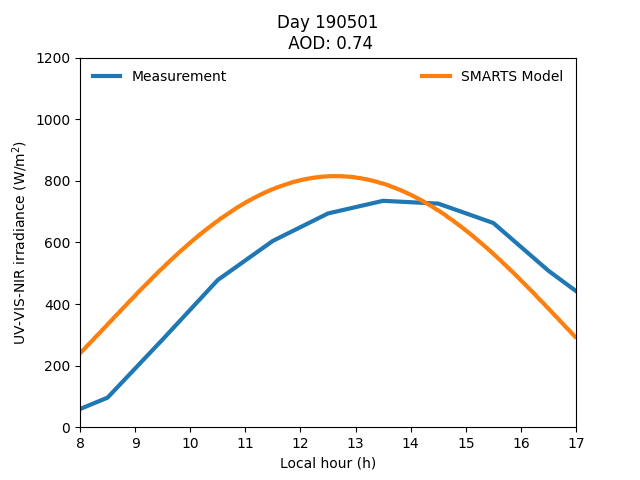 Day 190501
AOD: 0.74
1200
1000
800
600
400
200
0
UV-VIS-NIR irradiance (W/m²)
Measurement
SMARTS Model
8 9 10 11 12 13 14 15 16 17
Local hour (h)